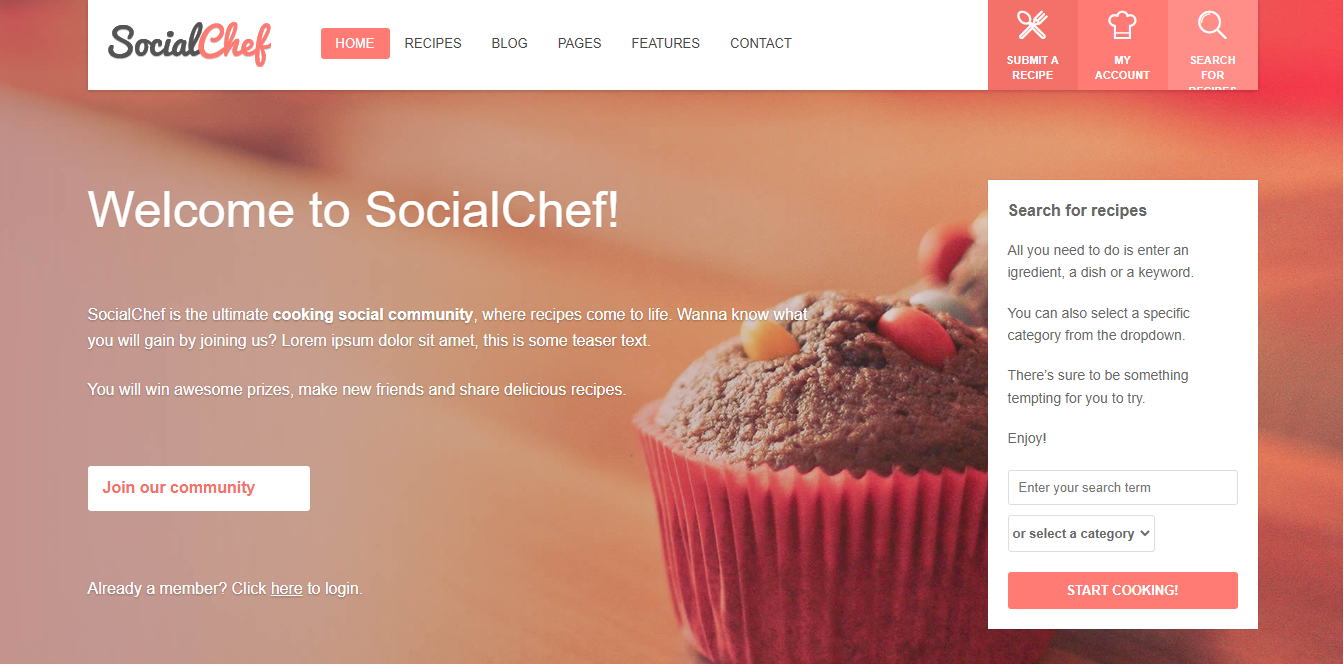 SocialChef
HOME RECIPES BLOG PAGES FEATURES CONTACT
SUBMIT A
RECIPE
MY
ACCOUNT
SEARCH
FOR
RECIPES
Welcome to SocialChef!
SocialChef is the ultimate cooking social community, where recipes come to life. Wanna know what
you will gain by joining us? Lorem ipsum dolor sit amet, this is some teaser text.
You will win awesome prizes, make new friends and share delicious recipes.
Join our community
Already a member? Click here to login.
Search for recipes
All you need to do is enter an
igredient, a dish or a keyword.
You can also select a specific
category from the dropdown.
There's sure to be something
tempting for you to try.
Enjoy!
Enter your search term
or select a category
START COOKING!